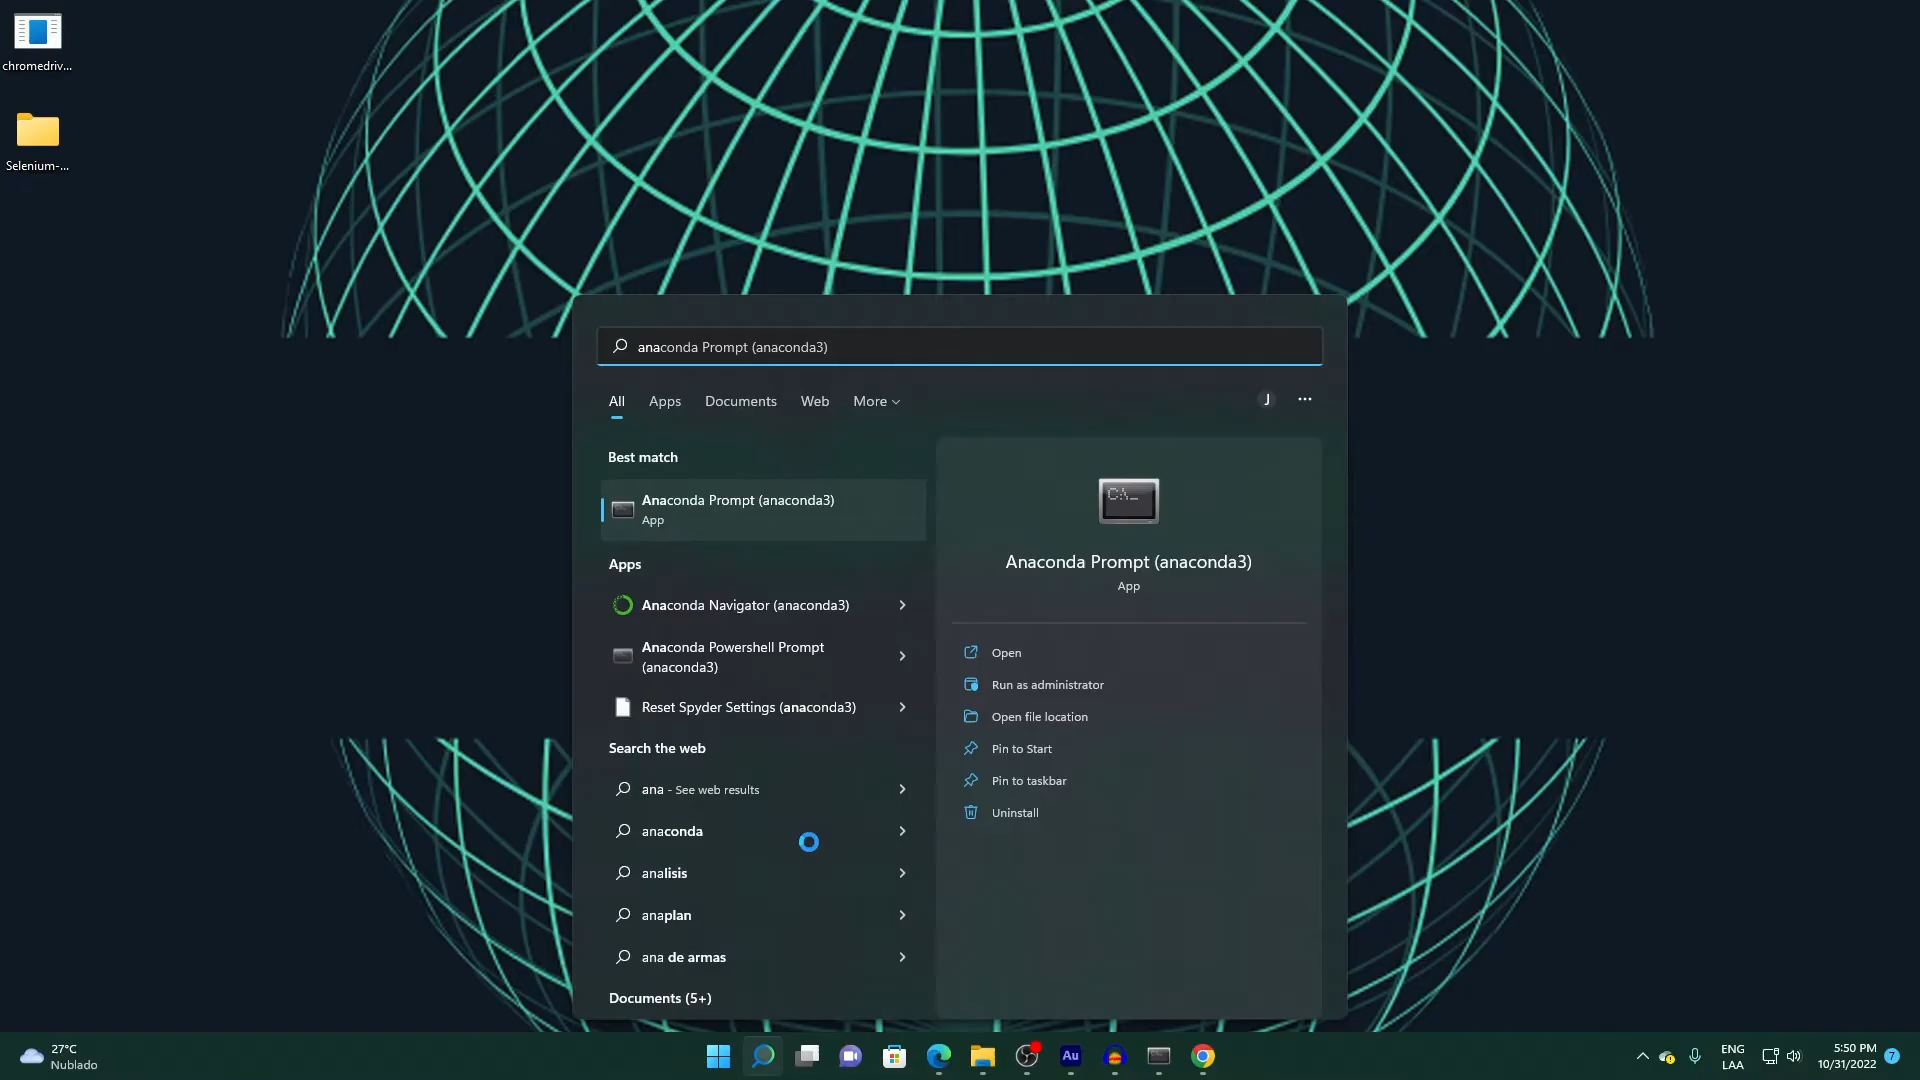 chromedriv...
Selenium-...
anaconda Prompt (anaconda3)
All Apps Documents Web More
J
Best match
Anaconda Prompt (anaconda3)
App
Apps
Anaconda Navigator (anaconda3)
Anaconda Powershell Prompt
(anaconda3)
Reset Spyder Settings (anaconda3)
Search the web
ana - See web results
anaconda
analisis
anaplan
ana de armas
Documents (5+)
C:\_
Anaconda Prompt (anaconda3)
App
Open
Run as administrator
Open file location
Pin to Start
Pin to taskbar
Uninstall
27°C
Nublado
Au
ENG
LAA
5:50 PM
10/31/2022
7